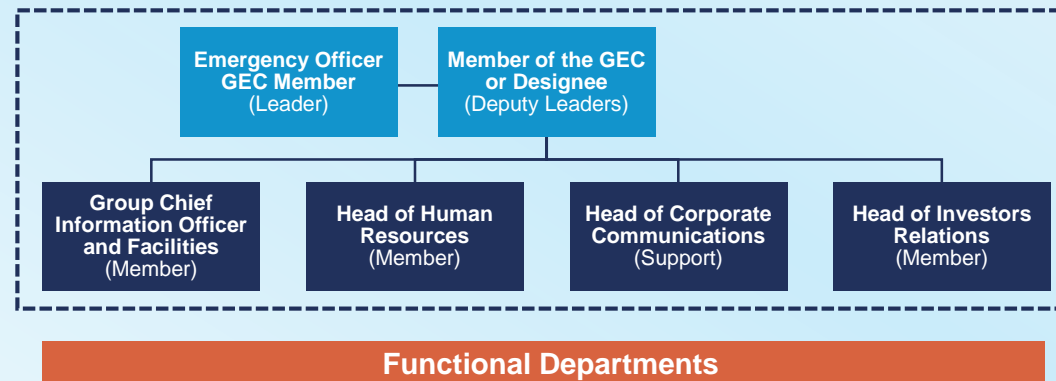 Emergency Officer
GEC Member
(Leader)
Member of the GEC
or Designee
(Deputy Leaders)
Group Chief
Information Officer
and Facilities
(Member)
Head of Human
Resources
(Member)
Head of Corporate
Communications
(Support)
Head of Investors
Relations
(Member)
Functional Departments